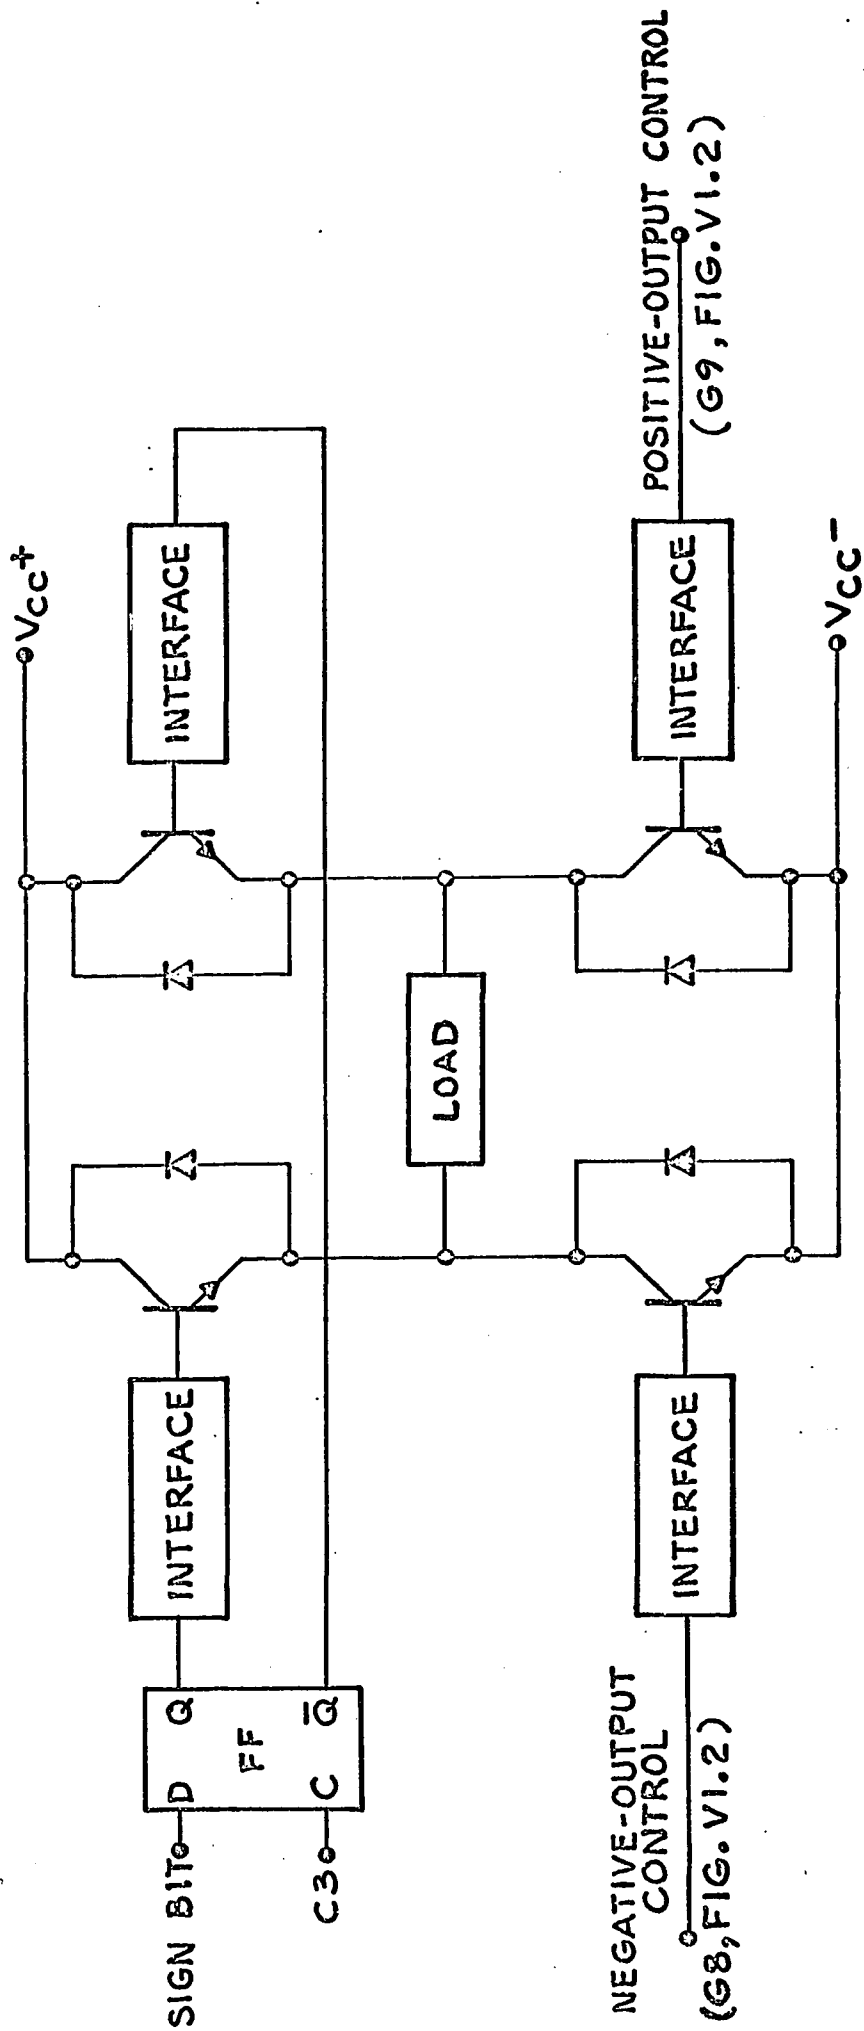 SIGN BIT
C3
D
Q
FF
C
Q̅
INTERFACE
INTERFACE
VCC+
LOAD
NEGATIVE-OUTPUT
CONTROL
(G8, FIG. VI.2)
INTERFACE
INTERFACE
POSITIVE-OUTPUT CONTROL
(G9, FIG. VI.2)
VCC-